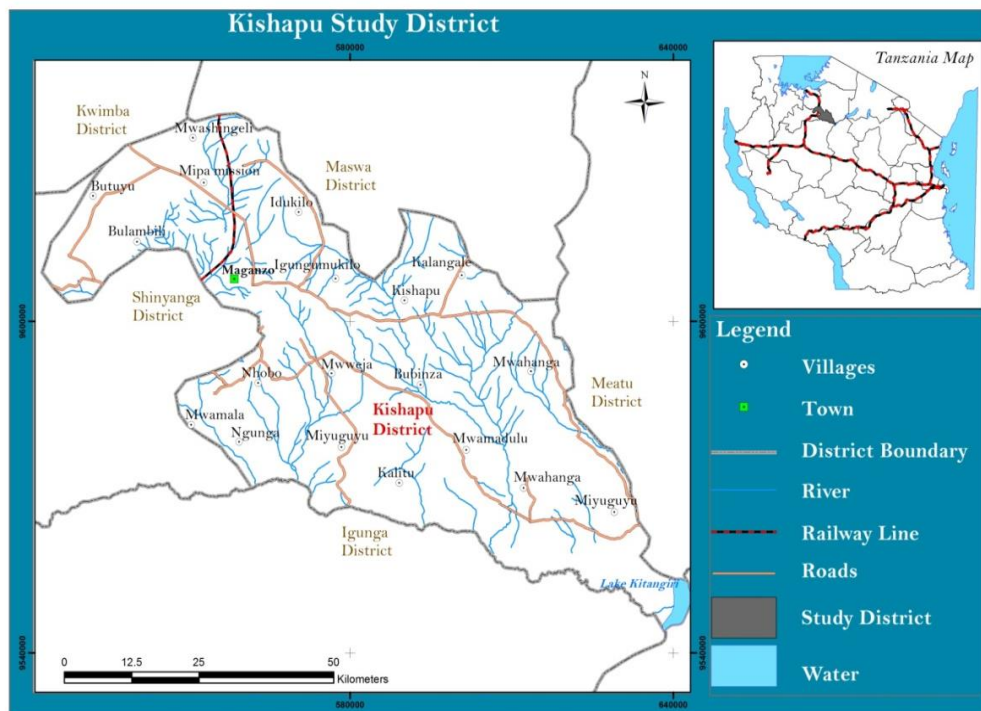 Kishapu Study District
580000
640000
Tanzania Map
N
Kwimba
District
Mwashingeli
Mipa mission
Maswa
District
Butuyu
Idukilo
Bulambili
Maganzo
Igungumukilo
Kalangale
Kishapu
Shinyanga
District
9600000
9600000
Nhobo
Mwweja
Bubinza
Mwahanga
Meatu
District
Kishapu
District
Mwamala
Ngunga
Miyuguyu
Mwamadulu
Kalitu
Mwahanga
Miyuguyu
Igunga
District
Lake Kitangiri
9540000
9540000
0
12.5
25
50
Kilometers
580000
640000
Legend
Villages
Town
District Boundary
River
Railway Line
Roads
Study District
Water